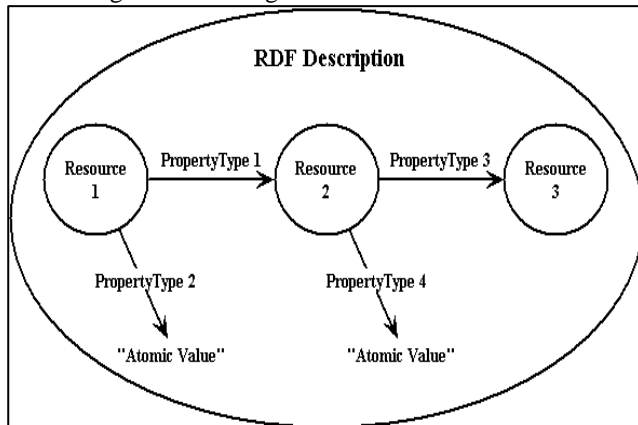 RDF Description
PropertyType 1
PropertyType 3
Resource
1
Resource
2
Resource
3
PropertyType 2
PropertyType 4
"Atomic Value"
"Atomic Value"